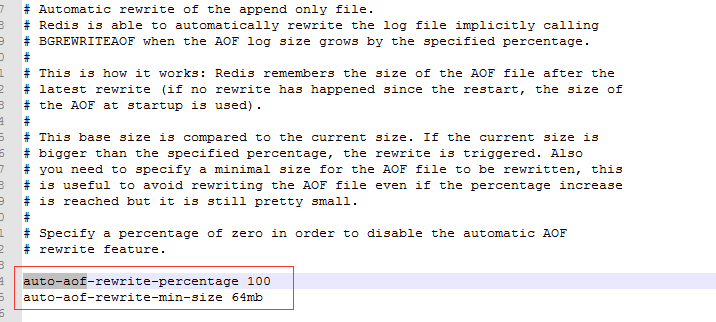 # Automatic rewrite of the append only file.
# Redis is able to automatically rewrite the log file implicitly calling
# BGREWRITEAOF when the AOF log size grows by the specified percentage.
#
# This is how it works: Redis remembers the size of the AOF file after the
# latest rewrite (if no rewrite has happened since the restart, the size of
# the AOF at startup is used).
#
# This base size is compared to the current size. If the current size is
# bigger than the specified percentage, the rewrite is triggered. Also
# you need to specify a minimal size for the AOF file to be rewritten, this
# is useful to avoid rewriting the AOF file even if the percentage increase
# is reached but it is still pretty small.
#
# Specify a percentage of zero in order to disable the automatic AOF
# rewrite feature.
auto-aof-rewrite-percentage 100
auto-aof-rewrite-min-size 64mb